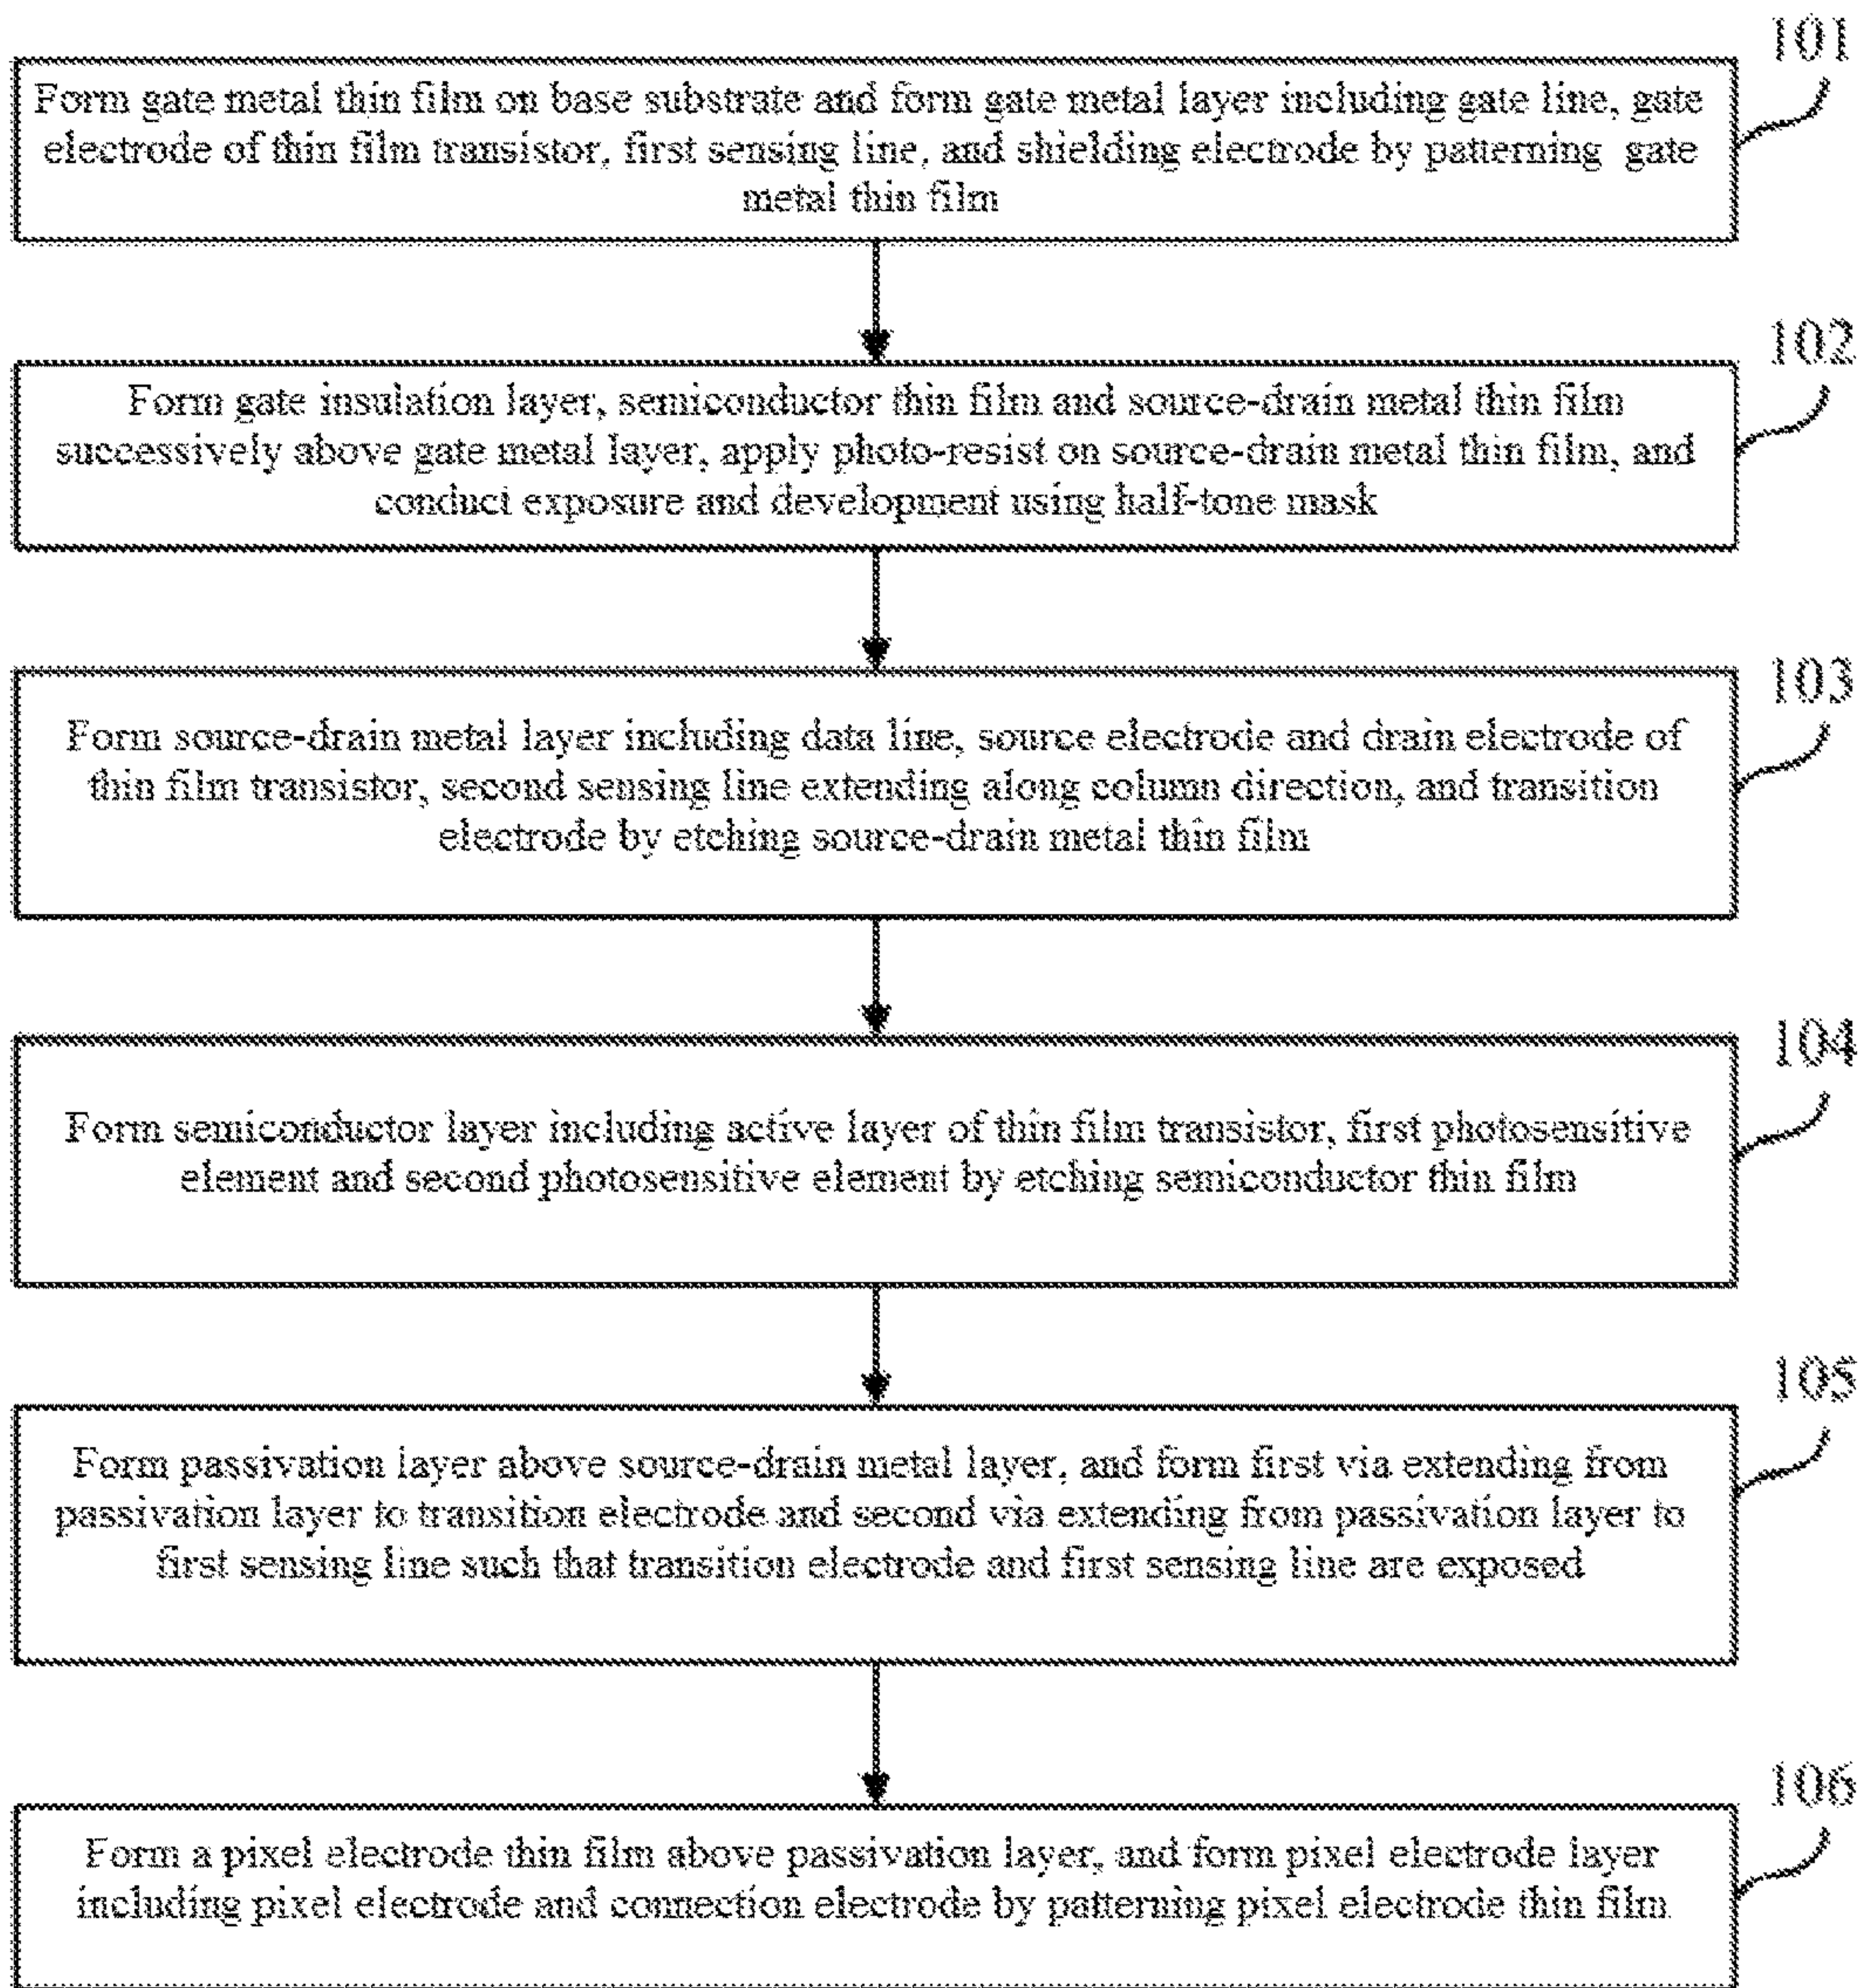 101
Form gate metal thin film on base substrate and form gate metal layer including gate line, gate
electrode of thin film transistor, first sensing line, and shielding electrode by patterning gate
metal thin film
102
Form gate insulation layer, semiconductor thin film and source-drain metal thin film
successively above gate metal layer, apply photo-resist on source-drain metal thin film, and
conduct exposure and development using half-tone mask
103
Form source-drain metal layer including data line, source electrode and drain electrode of
thin film transistor, second sensing line extending along column direction, and transition
electrode by etching source-drain metal thin film
104
Form semiconductor layer including active layer of thin film transistor, first photosensitive
element and second photosensitive element by etching semiconductor thin film
105
Form passivation layer above source-drain metal layer, and form first via extending from
passivation layer to transition electrode and second via extending from passivation layer to
first sensing line such that transition electrode and first sensing line are exposed
106
Form a pixel electrode thin film above passivation layer, and form pixel electrode layer
including pixel electrode and connection electrode by patterning pixel electrode thin film